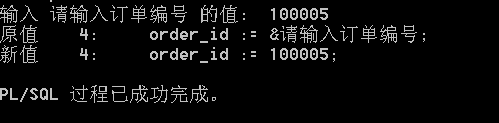 输入 请输入订单编号 的值： 100005
原值    4:     order_id := &请输入订单编号;
新值    4:     order_id := 100005;
PL/SQL 过程已成功完成。